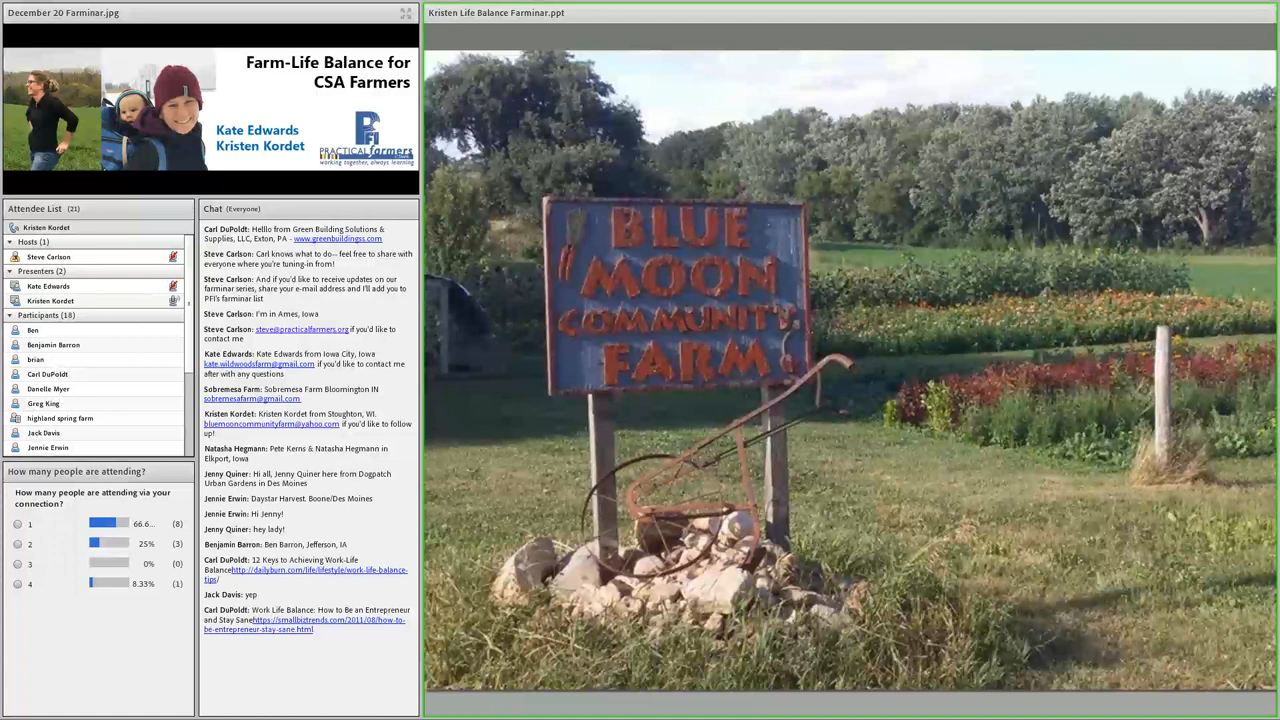 December 20 Farminar.jpg
Farm-Life Balance for
CSA Farmers
Kate Edwards
Kristen Kordet
PFI
PRACTICAL farmers
working together, always learning
Attendee List (21)
Kristen Kordet
Hosts (1)
Steve Carlson
Presenters (2)
Kate Edwards
Kristen Kordet
Participants (18)
Ben
Benjamin Barron
brian
Carl DuPoldt
Danelle Myer
Greg King
highland spring farm
Jack Davis
Jennie Erwin
How many people are attending?
How many people are attending via your
connection?
1 66.6... (8)
2 25% (3)
3 0% (0)
4 8.33% (1)
Chat (Everyone)
Carl DuPoldt: Helllo from Green Building Solutions &
Supplies, LLC, Exton, PA - www.greenbuildingss.com
Steve Carlson: Carl knows what to do-- feel free to share with
everyone where you're tuning-in from!
Steve Carlson: And if you'd like to receive updates on our
farminar series, share your e-mail address and I'll add you to
PFI's farminar list
Steve Carlson: I'm in Ames, Iowa
Steve Carlson: steve@practicalfarmers.org if you'd like to
contact me
Kate Edwards: Kate Edwards from Iowa City, Iowa
kate.wildwoodsfarm@gmail.com if you'd like to contact me
after with any questions
Sobremesa Farm: Sobremesa Farm Bloomington IN
sobremesafarm@gmail.com
Kristen Kordet: Kristen Kordet from Stoughton, WI.
bluemooncommunityfarm@yahoo.com if you'd like to follow
up!
Natasha Hegmann: Pete Kerns & Natasha Hegmann in
Elkport, Iowa
Jenny Quiner: Hi all, Jenny Quiner here from Dogpatch
Urban Gardens in Des Moines
Jennie Erwin: Daystar Harvest. Boone/Des Moines
Jennie Erwin: Hi Jenny!
Jenny Quiner: hey lady!
Benjamin Barron: Ben Barron, Jefferson, IA
Carl DuPoldt: 12 Keys to Achieving Work-Life
Balancehttp://dailyburn.com/life/lifestyle/work-life-balance-
tips/
Jack Davis: yep
Carl DuPoldt: Work Life Balance: How to Be an Entrepreneur
and Stay Sanehttps://smallbiztrends.com/2011/08/how-to-
be-entrepreneur-stay-sane.html
Kristen Life Balance Farminar.ppt
BLUE
MOON
COMMUNITY
FARM